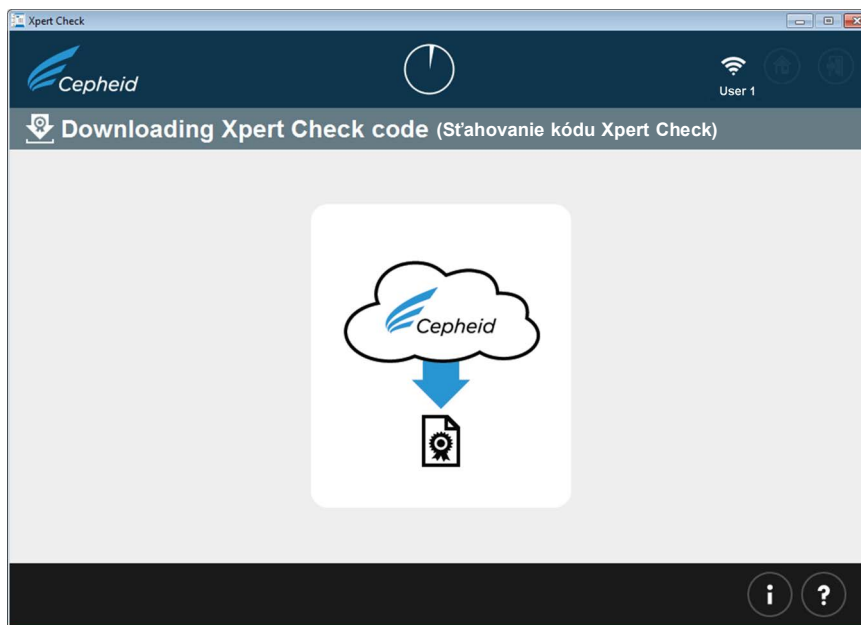 Xpert Check
Cepheid
User 1
Downloading Xpert Check code (Sťahovanie kódu Xpert Check)
Cepheid
i ?